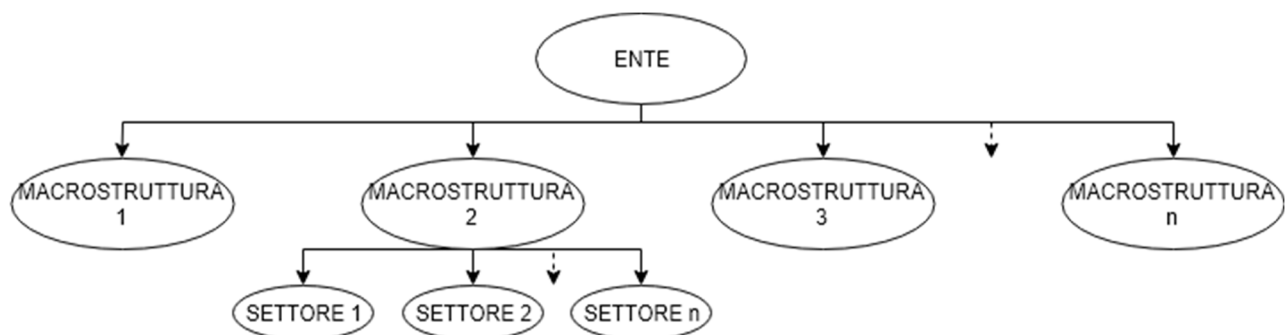 ENTE
MACROSTRUTTURA
1
MACROSTRUTTURA
2
MACROSTRUTTURA
3
MACROSTRUTTURA
n
SETTORE 1
SETTORE 2
SETTORE n